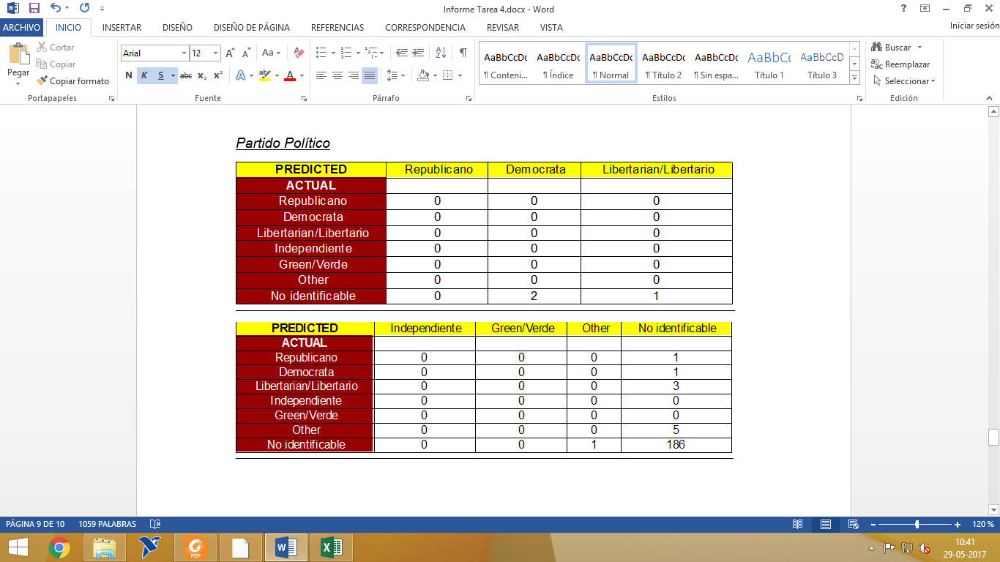 Informe Tarea 4.docx - Word
ARCHIVO INICIO INSERTAR DISEÑO DISEÑO DE PÁGINA REFERENCIAS CORRESPONDENCIA REVISAR VISTA Iniciar sesión
Pegar
Cortar
Copiar
Copiar formato
Portapapeles
Arial 12
N K S abc x₂ x²
Fuente
Párrafo
AaBbCcDc AaBbCcDc AaBbCcDc AaBbCcDc AaBbCcDc AaBbCc AaBbCcD
¶ Conteni... ¶ Índice ¶ Normal ¶ Título 2 ¶ Sin espa... Título 1 Título 3
Estilos
Buscar
Reemplazar
Seleccionar
Edición
Partido Político
PREDICTED Republicano Democrata Libertarian/Libertario
ACTUAL
Republicano 0 0 0
Democrata 0 0 0
Libertarian/Libertario 0 0 0
Independiente 0 0 0
Green/Verde 0 0 0
Other 0 0 0
No identificable 0 2 1
PREDICTED Independiente Green/Verde Other No identificable
ACTUAL
Republicano 0 0 0 1
Democrata 0 0 0 1
Libertarian/Libertario 0 0 0 3
Independiente 0 0 0 0
Green/Verde 0 0 0 0
Other 0 0 0 5
No identificable 0 0 1 186
PÁGINA 9 DE 10 1059 PALABRAS 120 %
PDF
10:41
29-05-2017